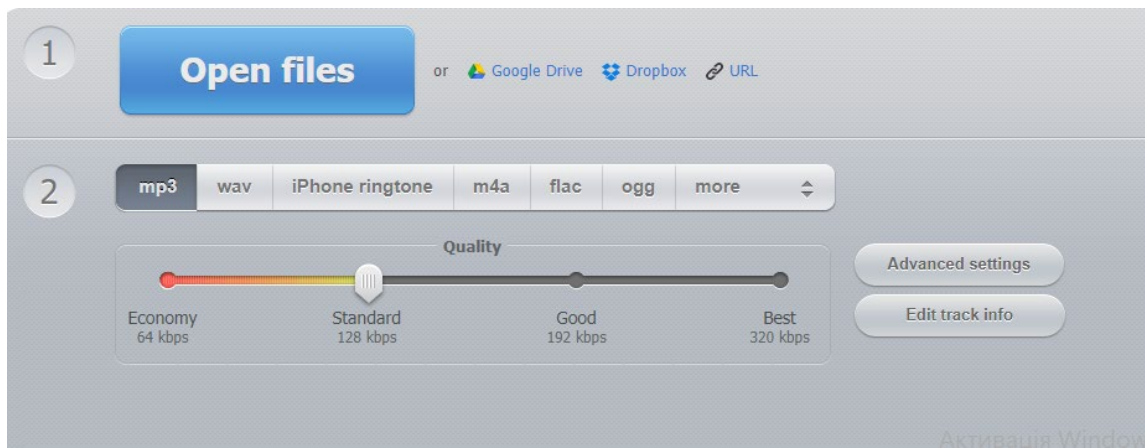 1
Open files or Google Drive Dropbox URL
2
mp3 wav iPhone ringtone m4a flac ogg more
Quality
Economy Standard Good Best
64 kbps 128 kbps 192 kbps 320 kbps
Advanced settings
Edit track info
Активація Window